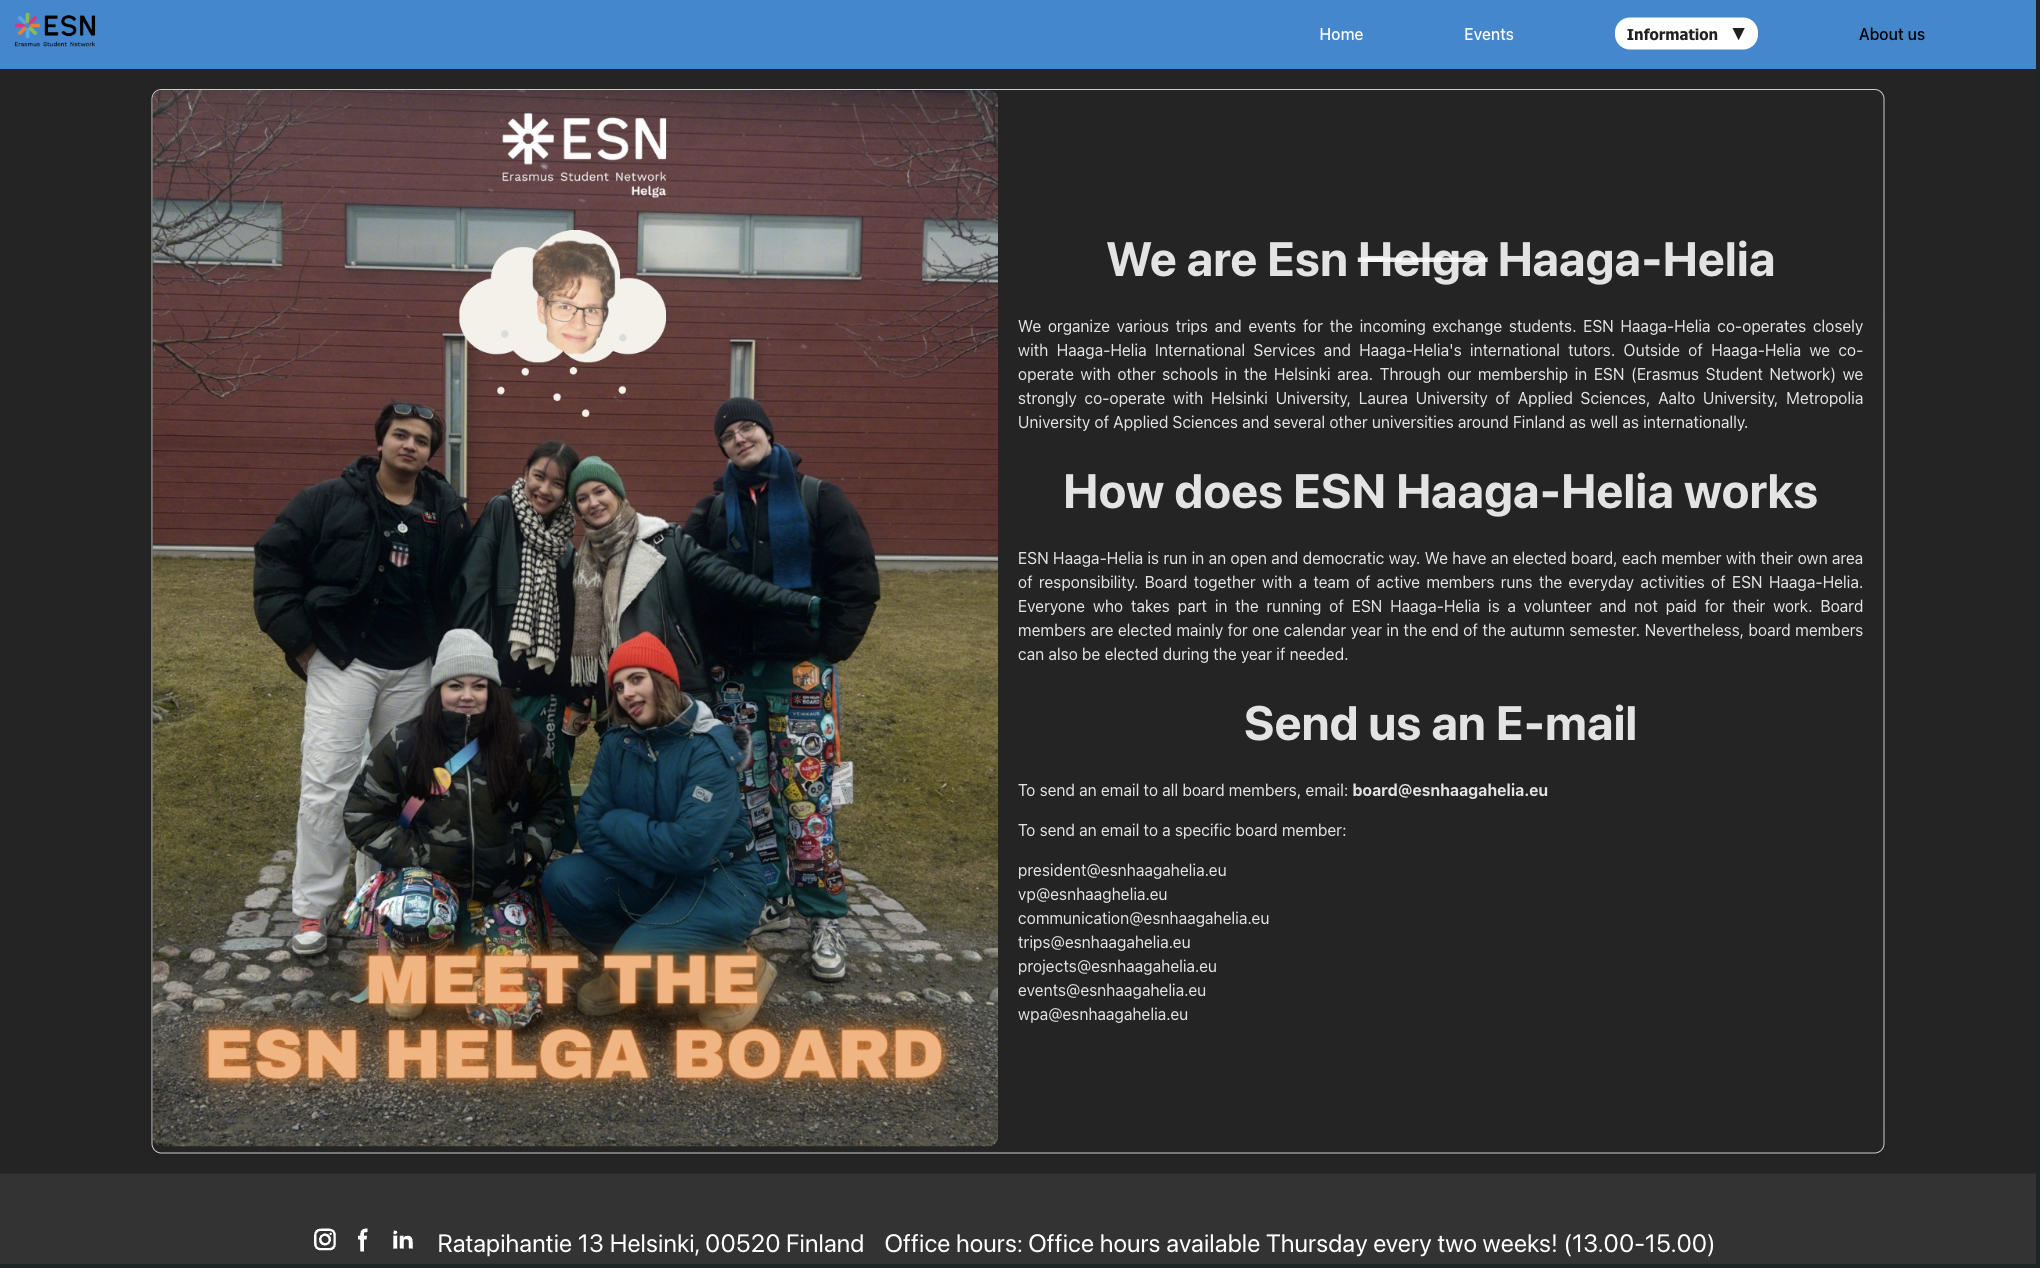 ESN
Erasmus Student Network
Home
Events
Information ▼
About us
ESN
Erasmus Student Network
Helga
accenture
MEET THE
ESN HELGA BOARD
We are Esn Helga Haaga-Helia
We organize various trips and events for the incoming exchange students. ESN Haaga-Helia co-operates closely
with Haaga-Helia International Services and Haaga-Helia's international tutors. Outside of Haaga-Helia we co-
operate with other schools in the Helsinki area. Through our membership in ESN (Erasmus Student Network) we
strongly co-operate with Helsinki University, Laurea University of Applied Sciences, Aalto University, Metropolia
University of Applied Sciences and several other universities around Finland as well as internationally.
How does ESN Haaga-Helia works
ESN Haaga-Helia is run in an open and democratic way. We have an elected board, each member with their own area
of responsibility. Board together with a team of active members runs the everyday activities of ESN Haaga-Helia.
Everyone who takes part in the running of ESN Haaga-Helia is a volunteer and not paid for their work. Board
members are elected mainly for one calendar year in the end of the autumn semester. Nevertheless, board members
can also be elected during the year if needed.
Send us an E-mail
To send an email to all board members, email: board@esnhaagahelia.eu
To send an email to a specific board member:
president@esnhaagahelia.eu
vp@esnhaaghelia.eu
communication@esnhaagahelia.eu
trips@esnhaagahelia.eu
projects@esnhaagahelia.eu
events@esnhaagahelia.eu
wpa@esnhaagahelia.eu
Ratapihantie 13 Helsinki, 00520 Finland
Office hours: Office hours available Thursday every two weeks! (13.00-15.00)